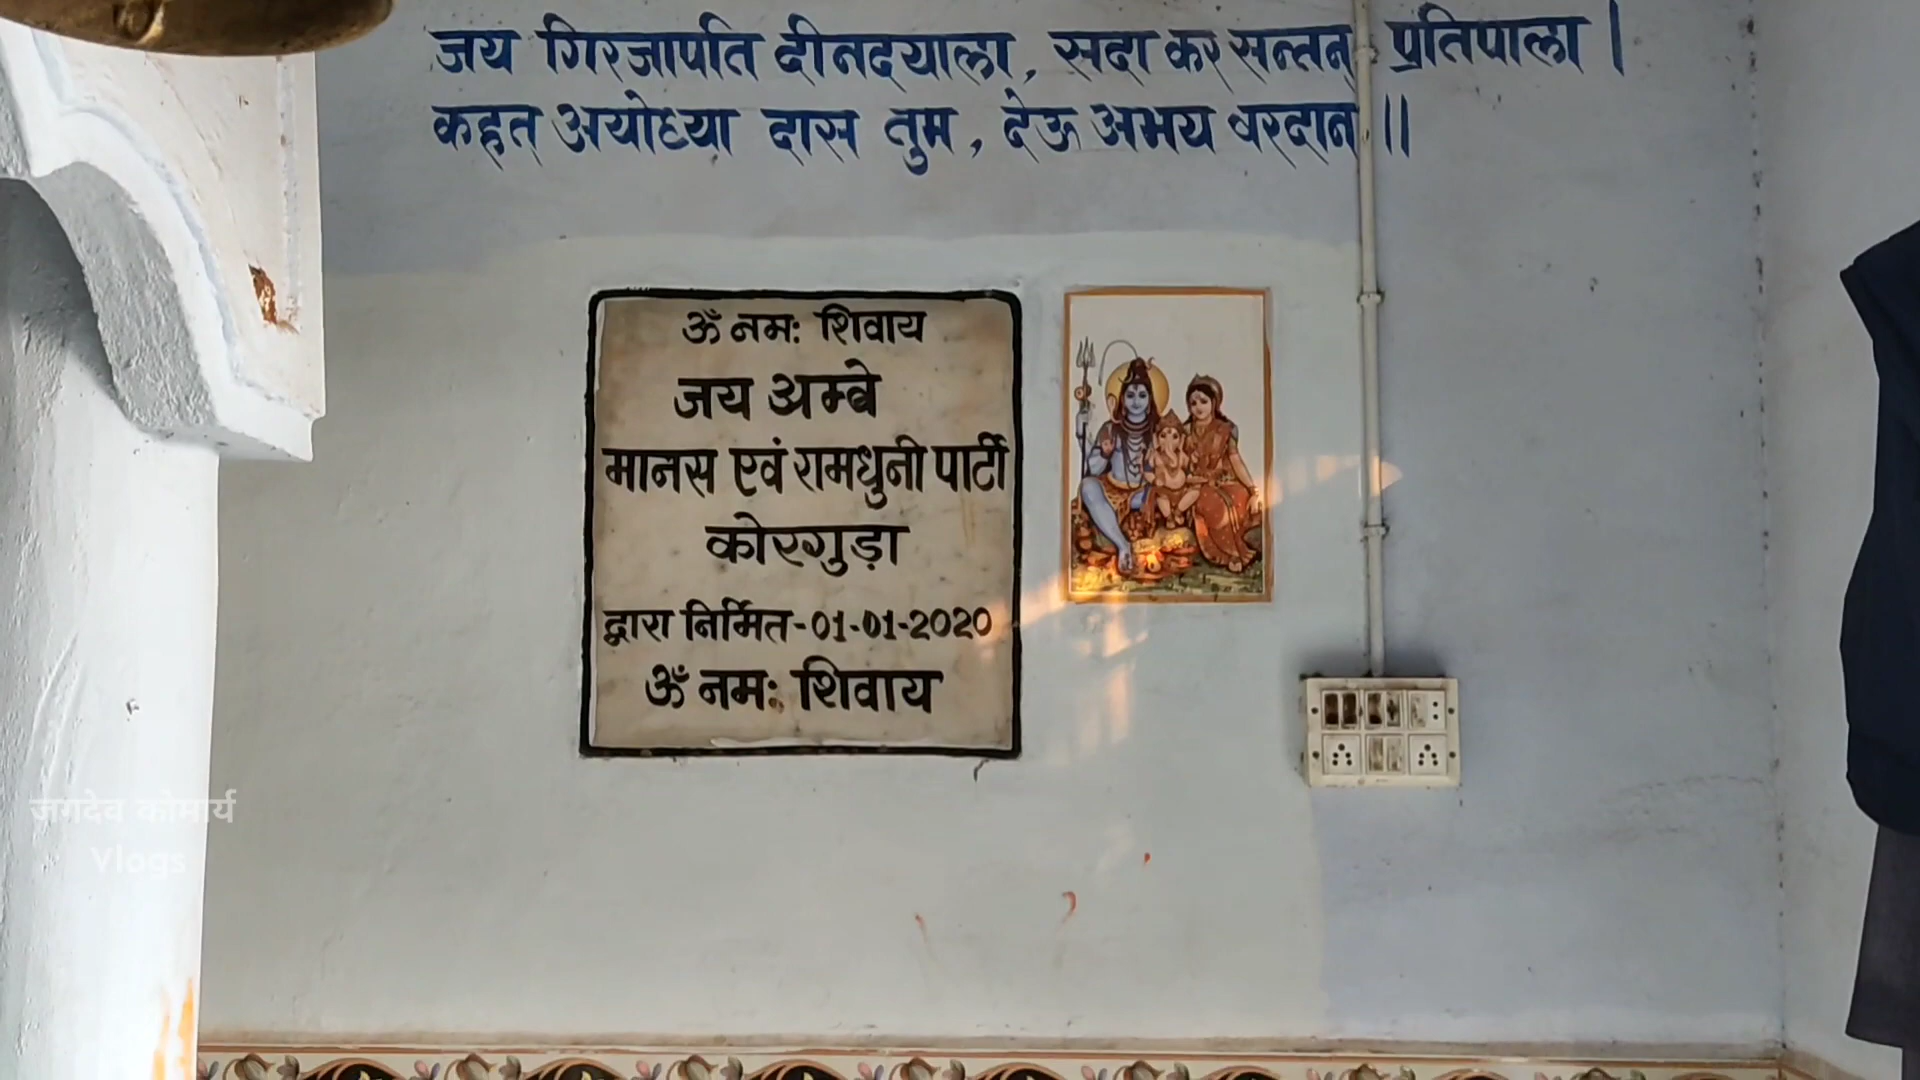 जय गिरजापति दीनदयाला, सदा कर सन्तन प्रतिपाला।
कहत अयोध्या दास तुम, देऊ अभय वरदान॥
ॐ नमः शिवाय
जय अम्बे
मानस एवं रामधुनी पार्टी
कोरगुड़ा
द्वारा निर्मित-01-01-2020
ॐ नमः शिवाय
जगदेव कोमार्य
Vlogs